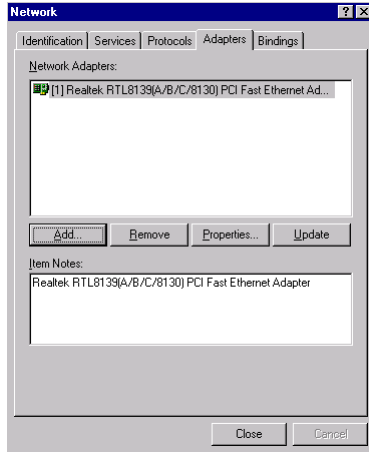 Network
Identification Services Protocols Adapters Bindings
Network Adapters:
[1] Realtek RTL8139(A/B/C/8130) PCI Fast Ethernet Ad...
Add... Remove Properties... Update
Item Notes:
Realtek RTL8139(A/B/C/8130) PCI Fast Ethernet Adapter
Close Cancel